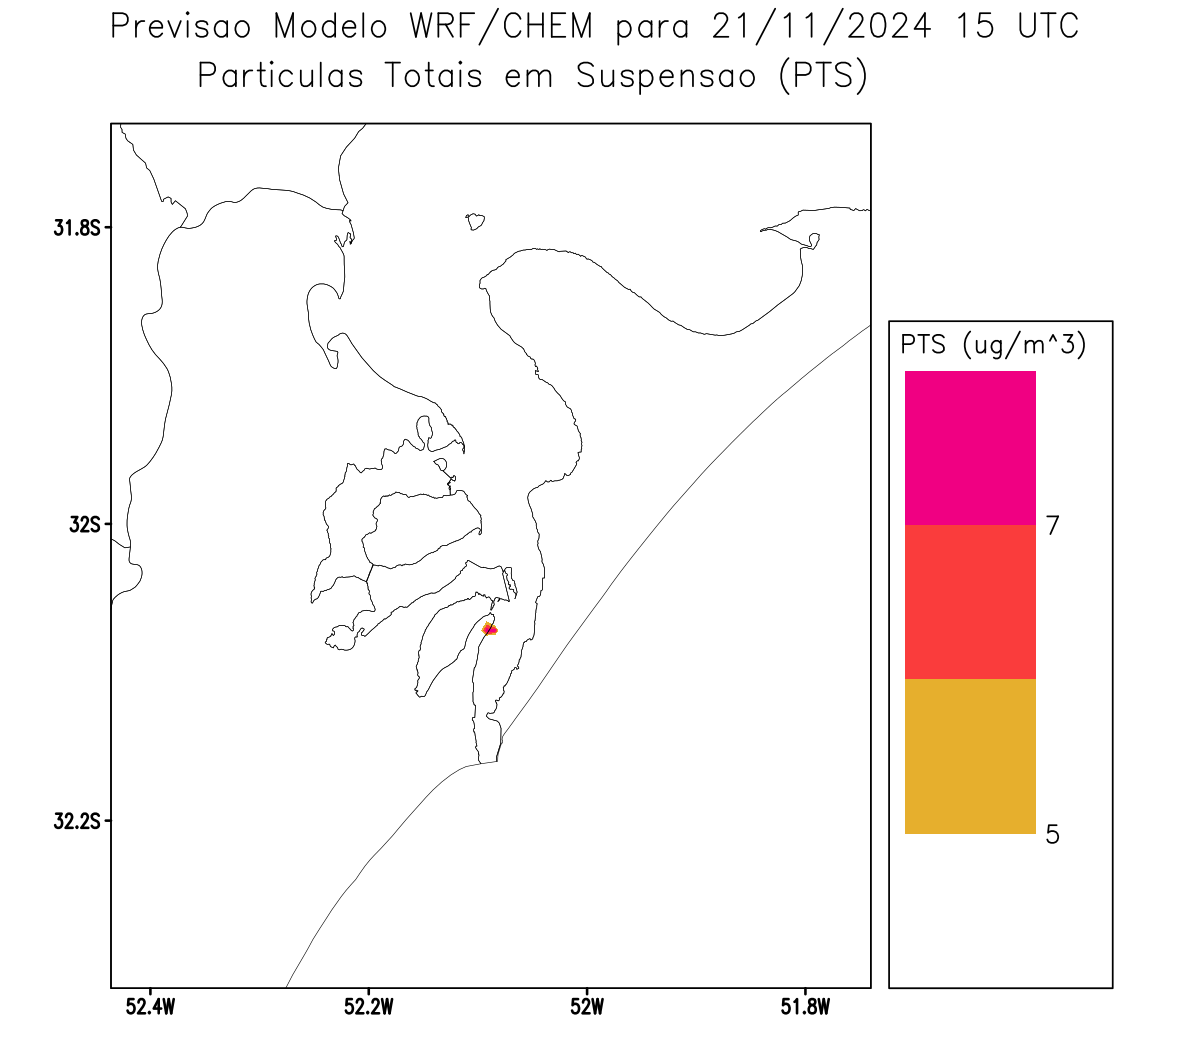 Previsao Modelo WRF/CHEM para 21/11/2024 15 UTC
Particulas Totais em Suspensao (PTS)
31.8S
32S
32.2S
52.4W
52.2W
52W
51.8W
PTS (ug/m^3)
7
5